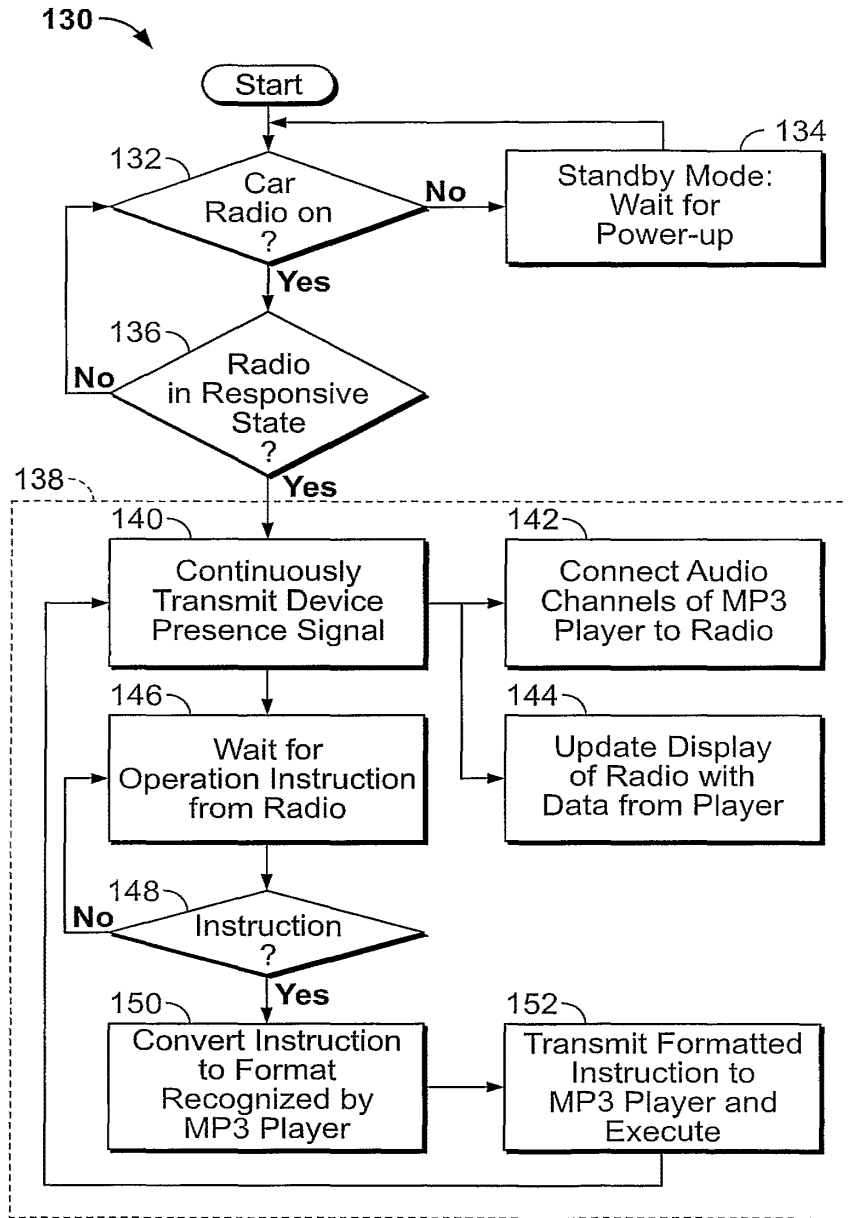 130
Start
132
Car
Radio on
?
No
134
Standby Mode:
Wait for
Power-up
Yes
136
Radio
in Responsive
State
?
No
Yes
138
140
Continuously
Transmit Device
Presence Signal
142
Connect Audio
Channels of MP3
Player to Radio
146
Wait for
Operation Instruction
from Radio
144
Update Display
of Radio with
Data from Player
148
Instruction
?
No
Yes
150
Convert Instruction
to Format
Recognized by
MP3 Player
152
Transmit Formatted
Instruction to
MP3 Player and
Execute